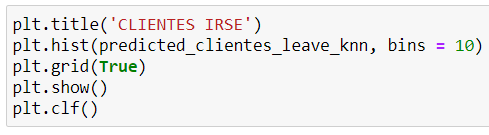 plt.title('CLIENTES IRSE')
plt.hist(predicted_clientes_leave_knn, bins = 10)
plt.grid(True)
plt.show()
plt.clf()